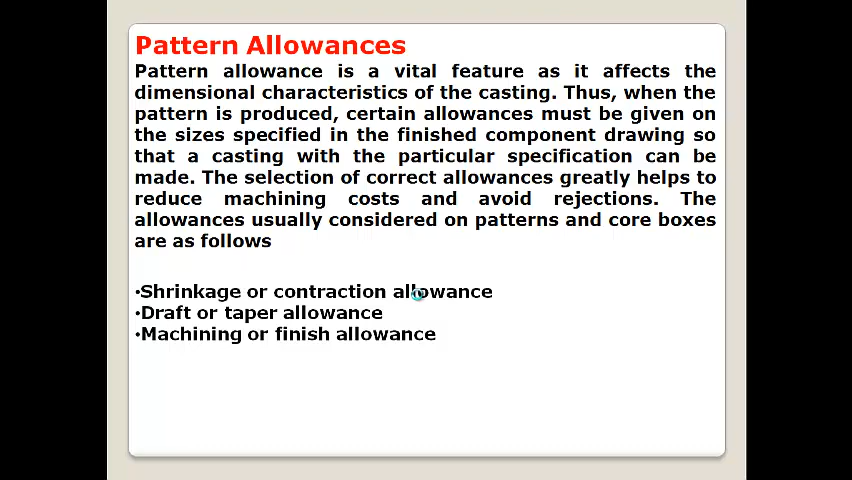 Pattern Allowances
Pattern allowance is a vital feature as it affects the
dimensional characteristics of the casting. Thus, when the
pattern is produced, certain allowances must be given on
the sizes specified in the finished component drawing so
that a casting with the particular specification can be
made. The selection of correct allowances greatly helps to
reduce machining costs and avoid rejections. The
allowances usually considered on patterns and core boxes
are as follows
•Shrinkage or contraction allowance
•Draft or taper allowance
•Machining or finish allowance